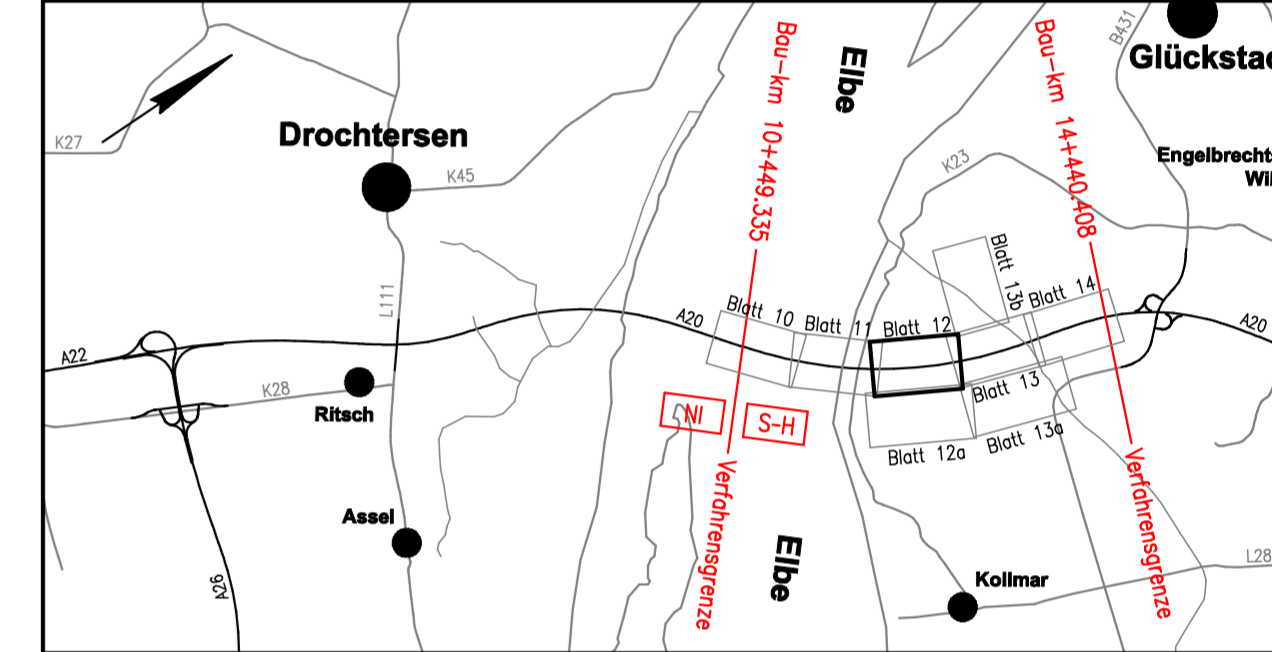 B431
Glückstad
Elbe
Bau-km 10+449.335
Bau-km 14+440.408
Drochtersen
K27
K45
K23
Engelbrecht
Wil
L111
Blatt 13b
Blatt 14
Blatt 10
Blatt 11
Blatt 12
A20
A20
A22
K28
Ritsch
Blatt 13
NI
S-H
Blatt 13a
Blatt 12a
Verfahrensgrenze
Verfahrensgrenze
Assel
Elbe
A26
Kollmar
L28